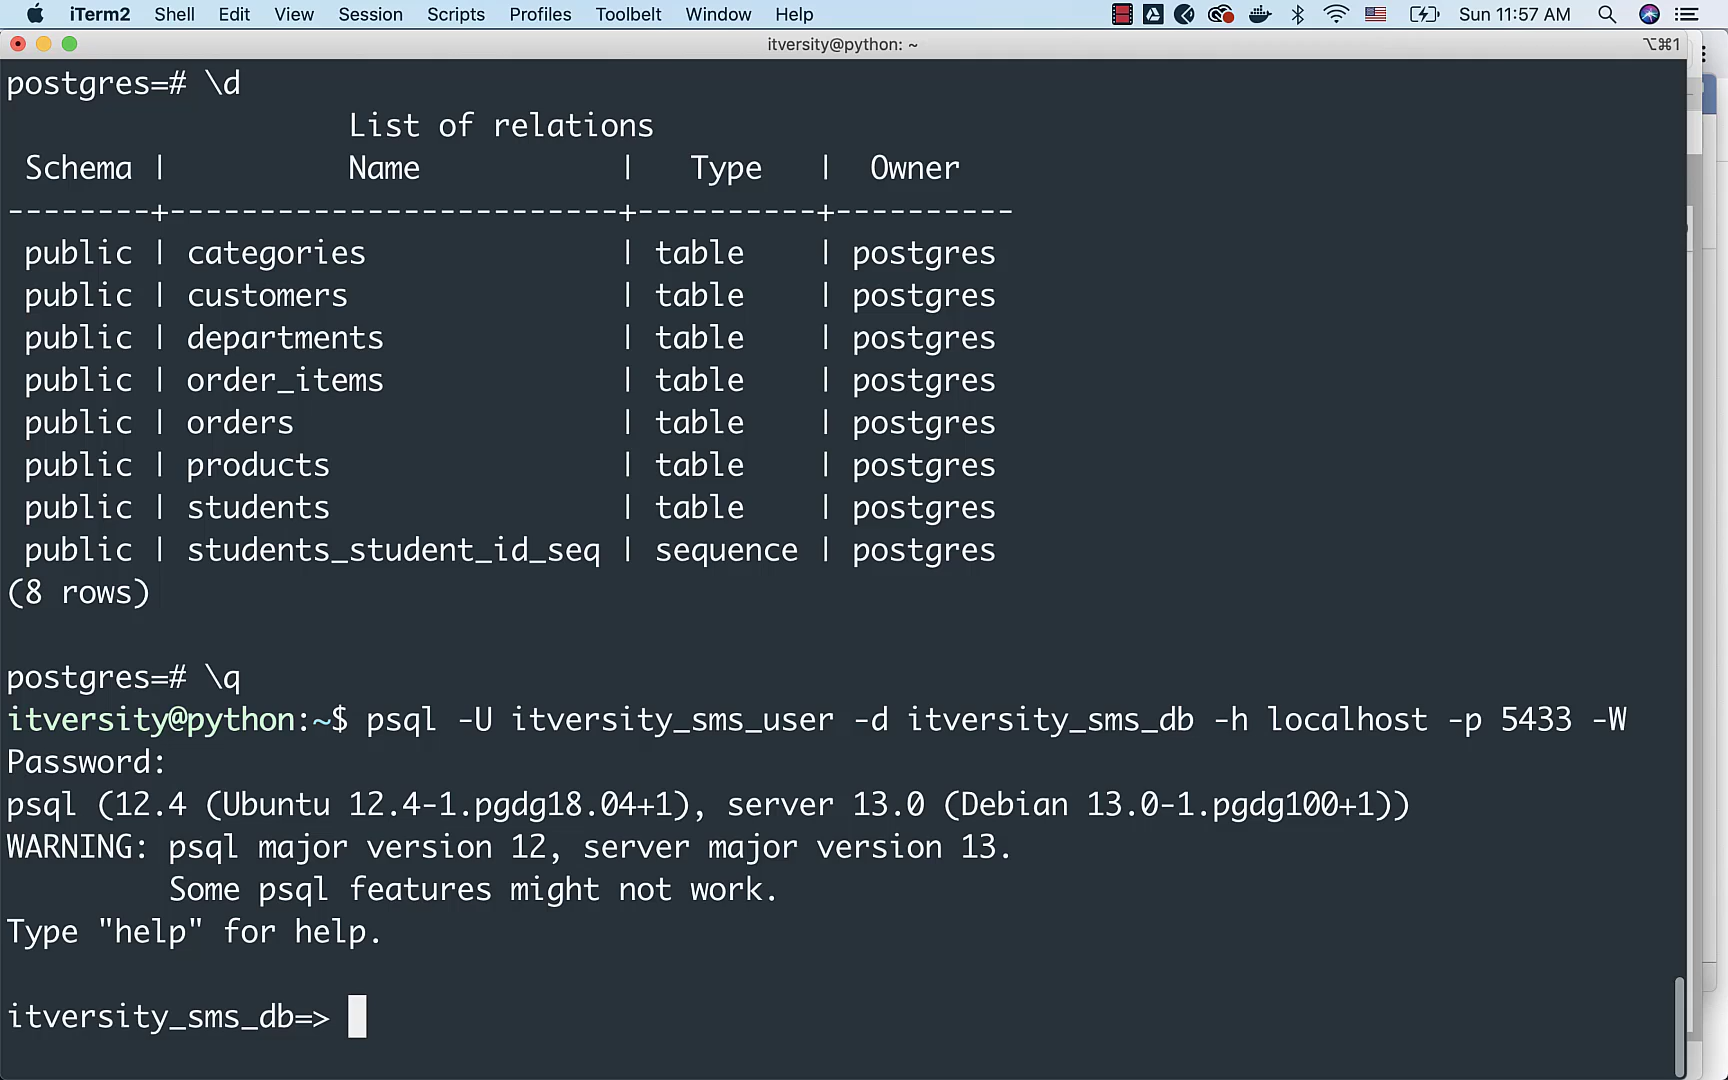 iTerm2 Shell Edit View Session Scripts Profiles Toolbelt Window Help Sun 11:57 AM
itversity@python: ~ ⌥⌘1
postgres=# \d
List of relations
Schema | Name | Type | Owner
--------+-------------------------+----------+----------
public | categories | table | postgres
public | customers | table | postgres
public | departments | table | postgres
public | order_items | table | postgres
public | orders | table | postgres
public | products | table | postgres
public | students | table | postgres
public | students_student_id_seq | sequence | postgres
(8 rows)
postgres=# \q
itversity@python:~$ psql -U itversity_sms_user -d itversity_sms_db -h localhost -p 5433 -W
Password:
psql (12.4 (Ubuntu 12.4-1.pgdg18.04+1), server 13.0 (Debian 13.0-1.pgdg100+1))
WARNING: psql major version 12, server major version 13.
Some psql features might not work.
Type "help" for help.
itversity_sms_db=>